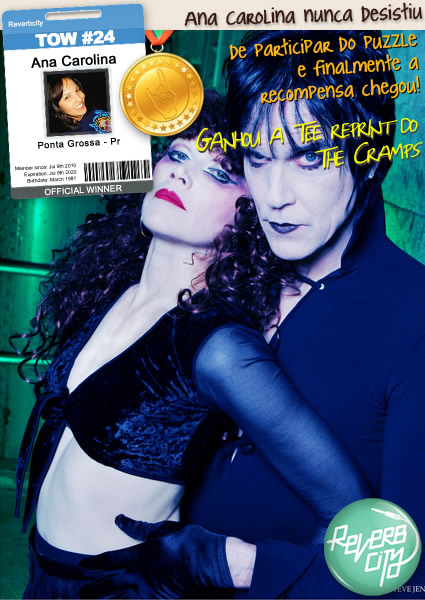 Reverbcity
TOW #24
Ana Carolina
Ponta Grossa - Pr
Member since: Jul 9th 2010
Expiration: Jul 9th 2020
Birthdate: March 1981
OFFICIAL WINNER
Ana Carolina nunca desistiu
de participar do puzzle
e finalmente a
recompensa chegou!
Ganhou a Tee reprint do
The Cramps
Reverb
City